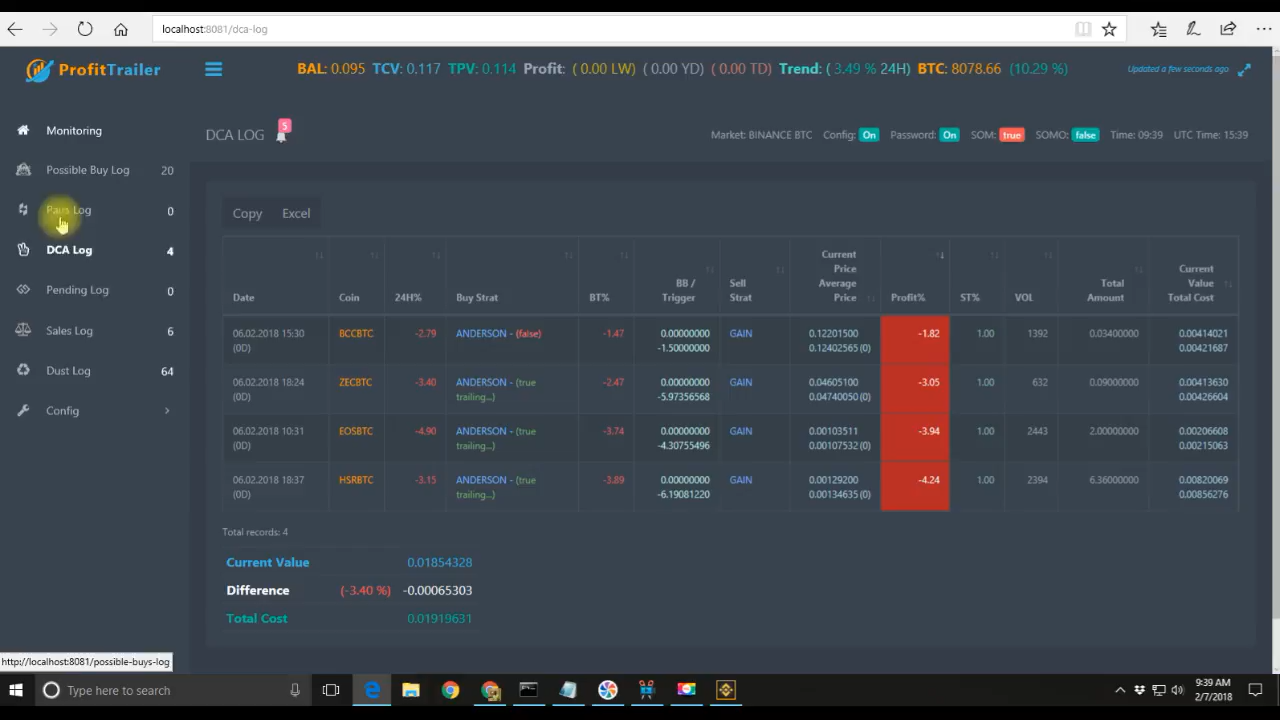 localhost:8081/dca-log
ProfitTrailer
BAL: 0.095 TCV: 0.117 TPV: 0.114 Profit: ( 0.00 LW) ( 0.00 YD) ( 0.00 TD) Trend: ( 3.49 % 24H) BTC: 8078.66 (10.29 %)
Updated a few seconds ago
Monitoring
Possible Buy Log 20
Pairs Log 0
DCA Log 4
Pending Log 0
Sales Log 6
Dust Log 64
Config
DCA LOG 5
Market: BINANCE BTC Config: On Password: On SOM: true SOMO: false Time: 09:39 UTC Time: 15:39
Copy Excel
Date Coin 24H% Buy Strat BT% BB / Trigger Sell Strat Current Price Average Price Profit% ST% VOL Total Amount Current Value Total Cost
06.02.2018 15:30 BCCBTC -2.79 ANDERSON - (false) -1.47 0.00000000 GAIN 0.12201500 -1.82 1.00 1392 0.03400000 0.00414021
(0D) -1.50000000 0.12402565 (0) 0.00421687
06.02.2018 18:24 ZECBTC -3.40 ANDERSON - (true -2.47 0.00000000 GAIN 0.04605100 -3.05 1.00 632 0.09000000 0.00413630
(0D) trailing...) -5.97356568 0.04740050 (0) 0.00426604
06.02.2018 10:31 EOSBTC -4.90 ANDERSON - (true -3.74 0.00000000 GAIN 0.00103511 -3.94 1.00 2443 2.00000000 0.00206608
(0D) trailing...) -4.30755496 0.00107532 (0) 0.00215063
06.02.2018 18:37 HSRBTC -3.15 ANDERSON - (true -3.89 0.00000000 GAIN 0.00129200 -4.24 1.00 2394 6.36000000 0.00820069
(0D) trailing...) -6.19081220 0.00134635 (0) 0.00856276
Total records: 4
Current Value 0.01854328
Difference (-3.40 %) -0.00065303
Total Cost 0.01919631
http://localhost:8081/possible-buys-log
Type here to search
9:39 AM
2/7/2018